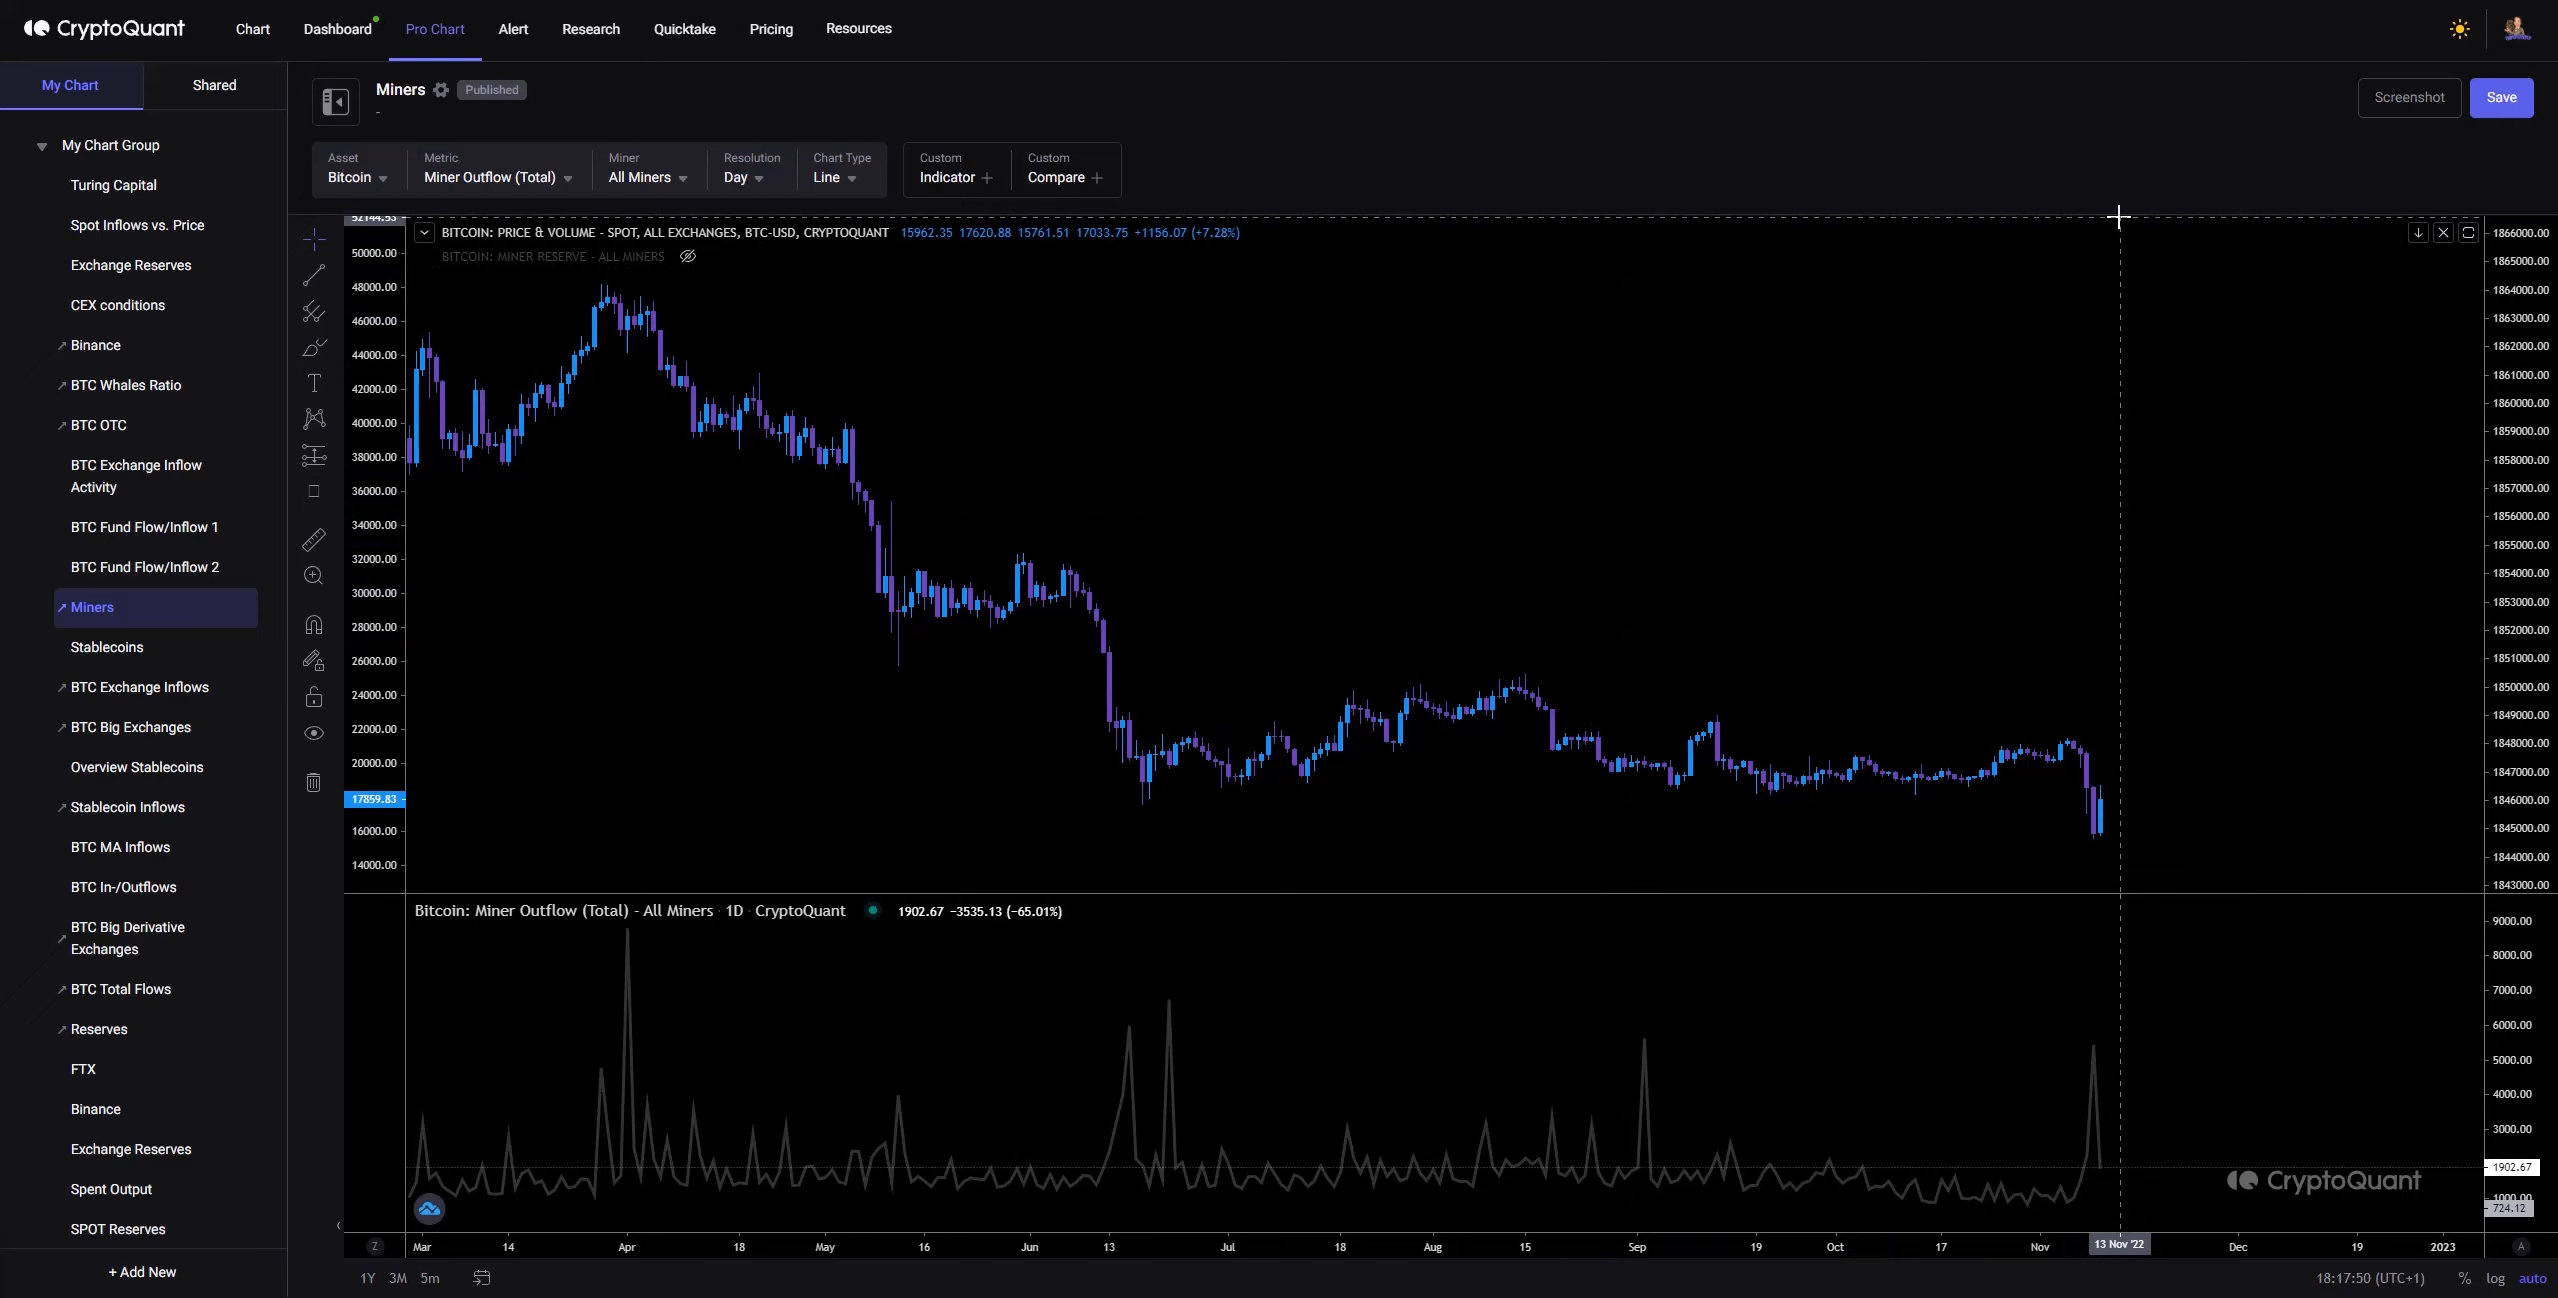 CryptoQuant
Chart
Dashboard
Pro Chart
Alert
Research
Quicktake
Pricing
Resources
My Chart
Shared
Miners
Published
-
Screenshot
Save
My Chart Group
Turing Capital
Spot Inflows vs. Price
Exchange Reserves
CEX conditions
Binance
BTC Whales Ratio
BTC OTC
BTC Exchange Inflow
Activity
BTC Fund Flow/Inflow 1
BTC Fund Flow/Inflow 2
Miners
Stablecoins
BTC Exchange Inflows
BTC Big Exchanges
Overview Stablecoins
Stablecoin Inflows
BTC MA Inflows
BTC In-/Outflows
BTC Big Derivative
Exchanges
BTC Total Flows
Reserves
FTX
Binance
Exchange Reserves
Spent Output
SPOT Reserves
+ Add New
Asset
Bitcoin
Metric
Miner Outflow (Total)
Miner
All Miners
Resolution
Day
Chart Type
Line
Custom
Indicator
Custom
Compare
BITCOIN: PRICE & VOLUME - SPOT, ALL EXCHANGES, BTC-USD, CRYPTOQUANT 15962.35 17620.88 15761.51 17033.75 +1156.07 (+7.28%)
BITCOIN: MINER RESERVE - ALL MINERS
52144.53
50000.00
48000.00
46000.00
44000.00
42000.00
40000.00
38000.00
36000.00
34000.00
32000.00
30000.00
28000.00
26000.00
24000.00
22000.00
20000.00
17859.83
16000.00
14000.00
1866000.00
1865000.00
1864000.00
1863000.00
1862000.00
1861000.00
1860000.00
1859000.00
1858000.00
1857000.00
1856000.00
1855000.00
1854000.00
1853000.00
1852000.00
1851000.00
1850000.00
1849000.00
1848000.00
1847000.00
1846000.00
1845000.00
1844000.00
1843000.00
Bitcoin: Miner Outflow (Total) - All Miners · 1D · CryptoQuant 1902.67 −3535.13 (−65.01%)
9000.00
8000.00
7000.00
6000.00
5000.00
4000.00
3000.00
1902.67
1000.00
724.12
CryptoQuant
Z
Mar
14
Apr
18
May
16
Jun
13
Jul
18
Aug
15
Sep
19
Oct
17
Nov
13 Nov '22
Dec
19
2023
A
1Y
3M
5m
18:17:50 (UTC+1)
%
log
auto